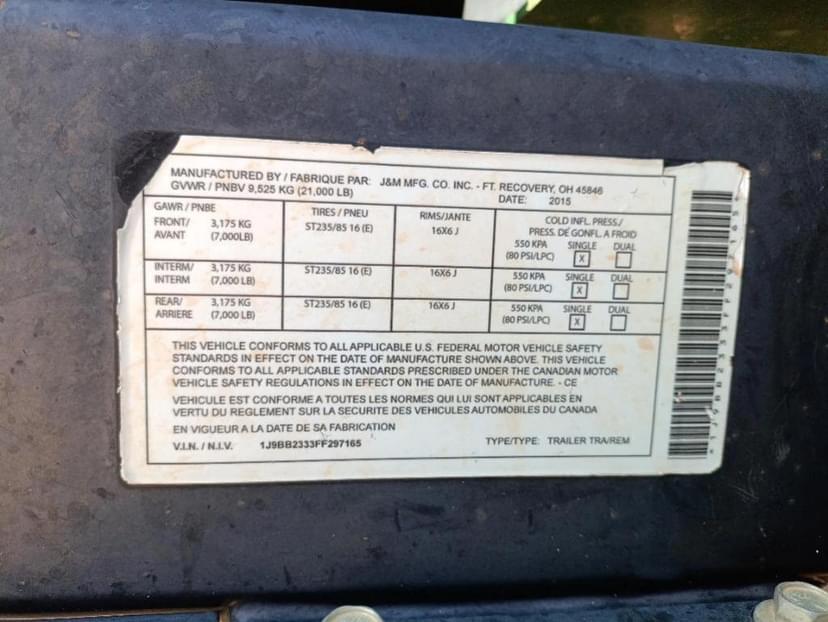 MANUFACTURED BY / FABRIQUE PAR: J&M MFG. CO. INC. - FT. RECOVERY, OH 45846
GVWR / PNBV 9,525 KG (21,000 LB) DATE: 2015
GAWR / PNBE TIRES / PNEU RIMS/JANTE COLD INFL. PRESS./
PRESS. DE GONFL. A FROID
FRONT/ 3,175 KG ST235/85 16 (E) 16X6 J 550 KPA SINGLE DUAL
AVANT (7,000LB) (80 PSI/LPC) X
INTERM/ 3,175 KG ST235/85 16 (E) 16X6 J 550 KPA SINGLE DUAL
INTERM (7,000 LB) (80 PSI/LPC) X
REAR/ 3,175 KG ST235/85 16 (E) 16X6 J 550 KPA SINGLE DUAL
ARRIERE (7,000 LB) (80 PSI/LPC) X
THIS VEHICLE CONFORMS TO ALL APPLICABLE U.S. FEDERAL MOTOR VEHICLE SAFETY
STANDARDS IN EFFECT ON THE DATE OF MANUFACTURE SHOWN ABOVE. THIS VEHICLE
CONFORMS TO ALL APPLICABLE STANDARDS PRESCRIBED UNDER THE CANADIAN MOTOR
VEHICLE SAFETY REGULATIONS IN EFFECT ON THE DATE OF MANUFACTURE. - CE
VEHICULE EST CONFORME A TOUTES LES NORMES QUI LUI SONT APPLICABLES EN
VERTU DU REGLEMENT SUR LA SECURITE DES VEHICULES AUTOMOBILES DU CANADA
EN VIGUEUR A LA DATE DE SA FABRICATION
V.I.N. / N.I.V. 1J9BB2333FF297165 TYPE/TYPE: TRAILER TRA/REM